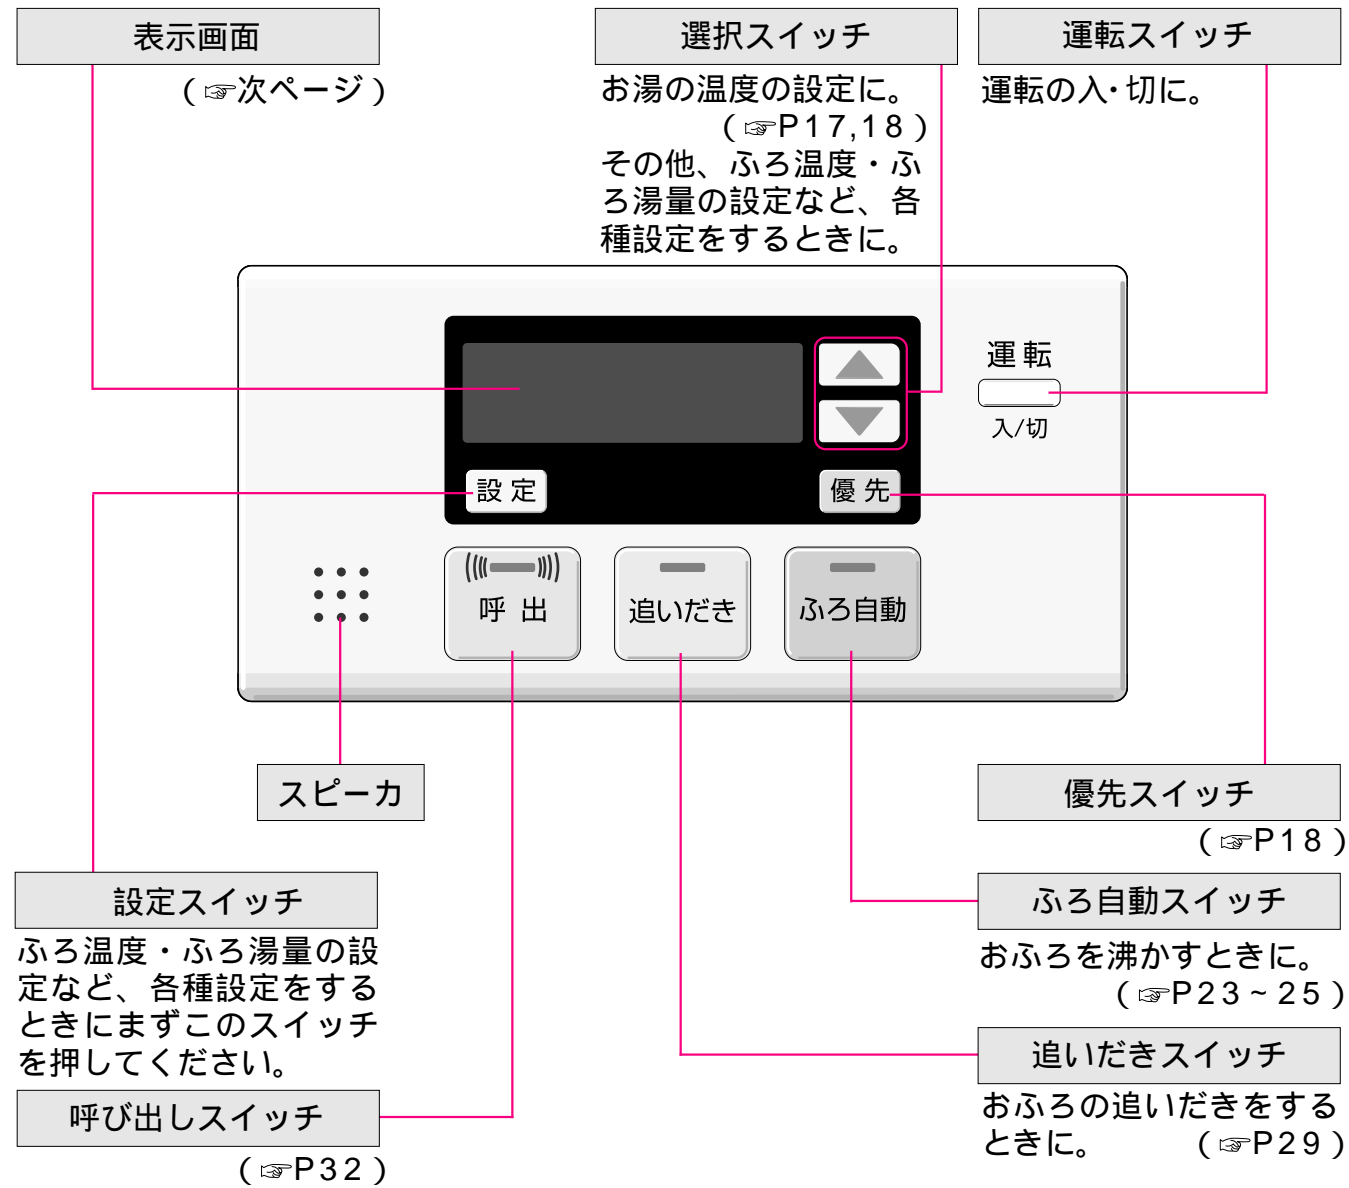 表示画面
(☞次ページ)
選択スイッチ
お湯の温度の設定に。
(☞P17,18)
その他、ふろ温度・ふ
ろ湯量の設定など、各
種設定をするときに。
運転スイッチ
運転の入・切に。
運転
入/切
設定
優先
呼出
追いだき
ふろ自動
スピーカ
優先スイッチ
(☞P18)
設定スイッチ
ふろ温度・ふろ湯量の設
定など、各種設定をする
ときにまずこのスイッチ
を押してください。
ふろ自動スイッチ
おふろを沸かすときに。
(☞P23~25)
追いだきスイッチ
おふろの追いだきをする
ときに。 (☞P29)
呼び出しスイッチ
(☞P32)